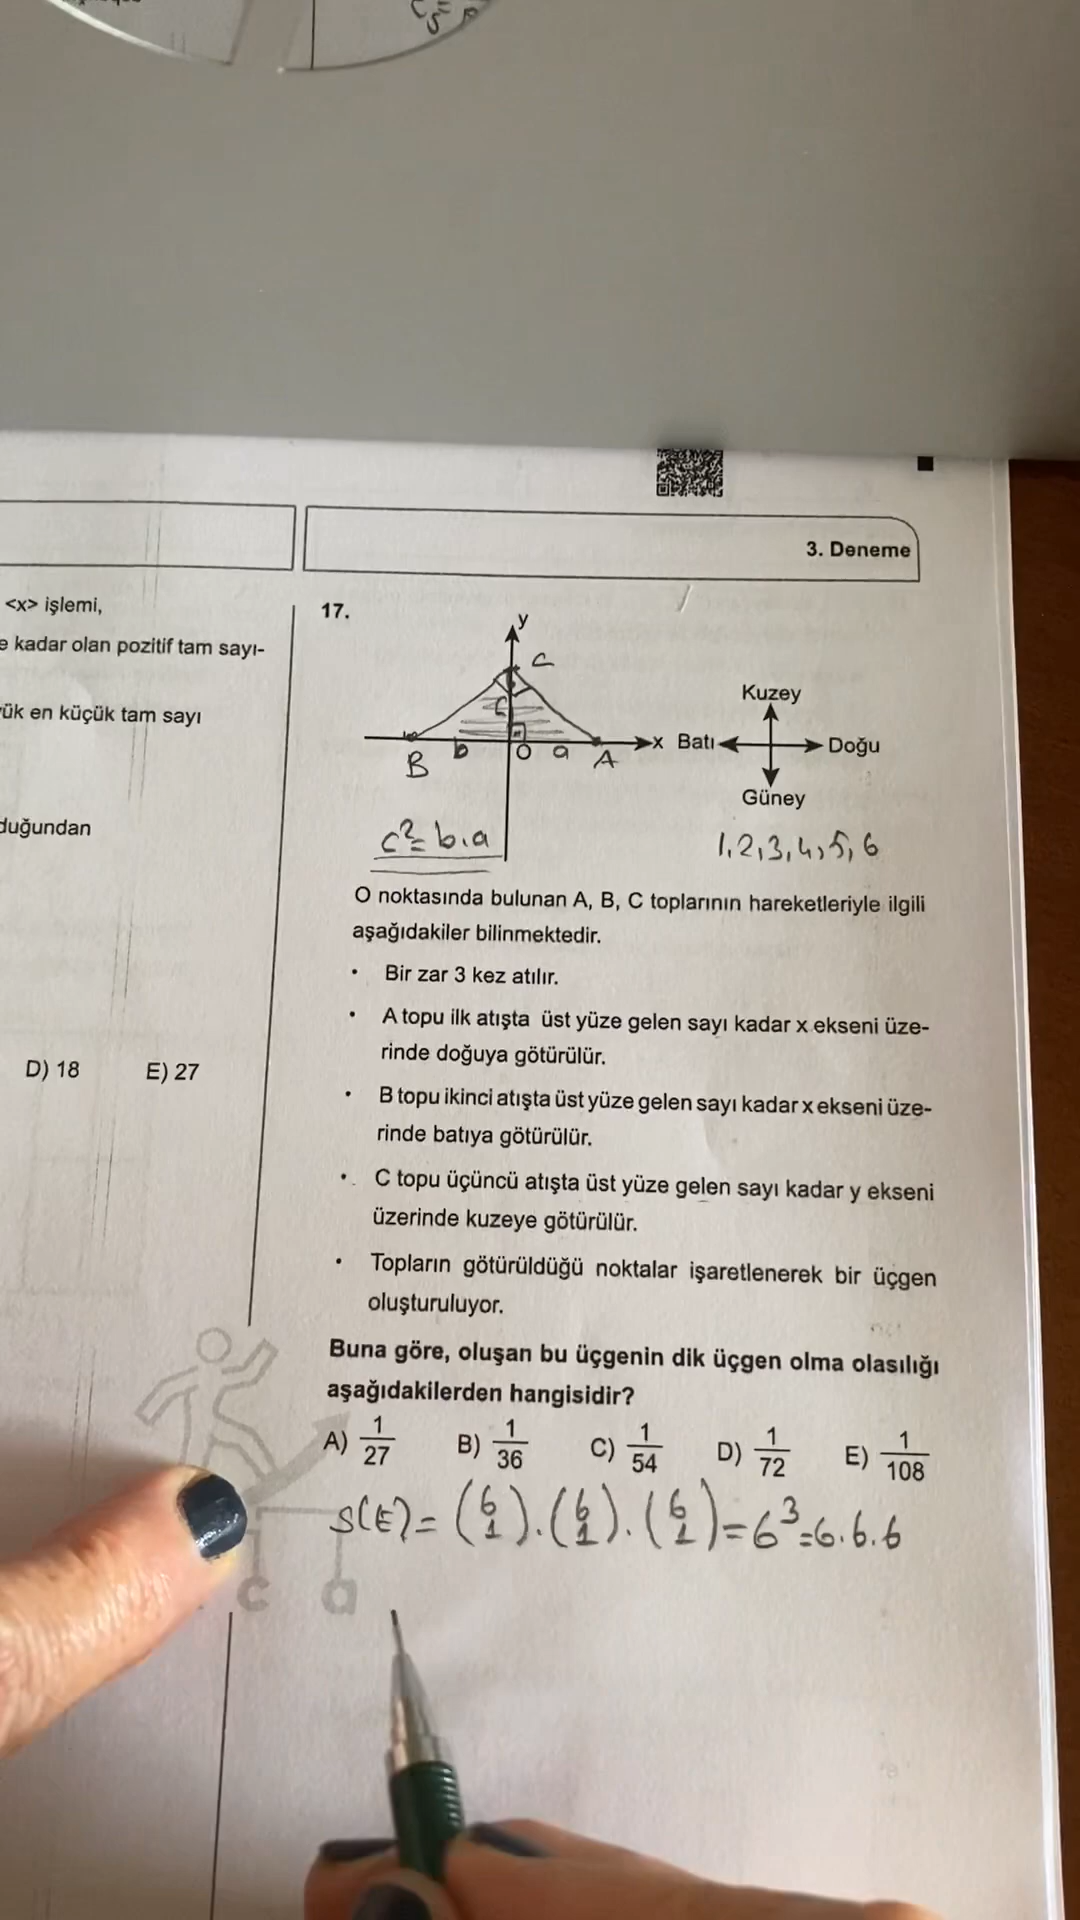 3. Deneme
<x> işlemi,
e kadar olan pozitif tam sayı-
ük en küçük tam sayı
duğundan
D) 18 E) 27
17.
y
C
Kuzey
c
B b O a A x Batı Doğu
Güney
c²=b.a
1,2,3,4,5,6
O noktasında bulunan A, B, C toplarının hareketleriyle ilgili
aşağıdakiler bilinmektedir.
• Bir zar 3 kez atılır.
• A topu ilk atışta üst yüze gelen sayı kadar x ekseni üze-
rinde doğuya götürülür.
• B topu ikinci atışta üst yüze gelen sayı kadar x ekseni üze-
rinde batıya götürülür.
• C topu üçüncü atışta üst yüze gelen sayı kadar y ekseni
üzerinde kuzeye götürülür.
• Topların götürüldüğü noktalar işaretlenerek bir üçgen
oluşturuluyor.
Buna göre, oluşan bu üçgenin dik üçgen olma olasılığı
aşağıdakilerden hangisidir?
A) 1/27 B) 1/36 C) 1/54 D) 1/72 E) 1/108
s(E)=(6 1).(6 1).(6 1)=6³=6.6.6
c a